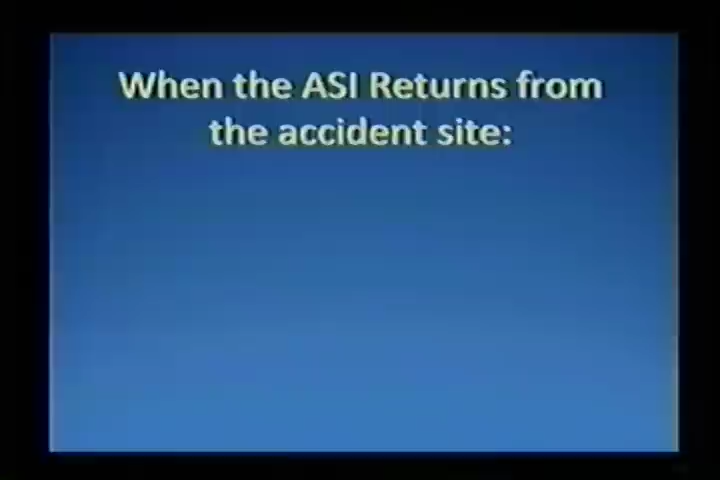 When the ASI Returns from
the accident site: